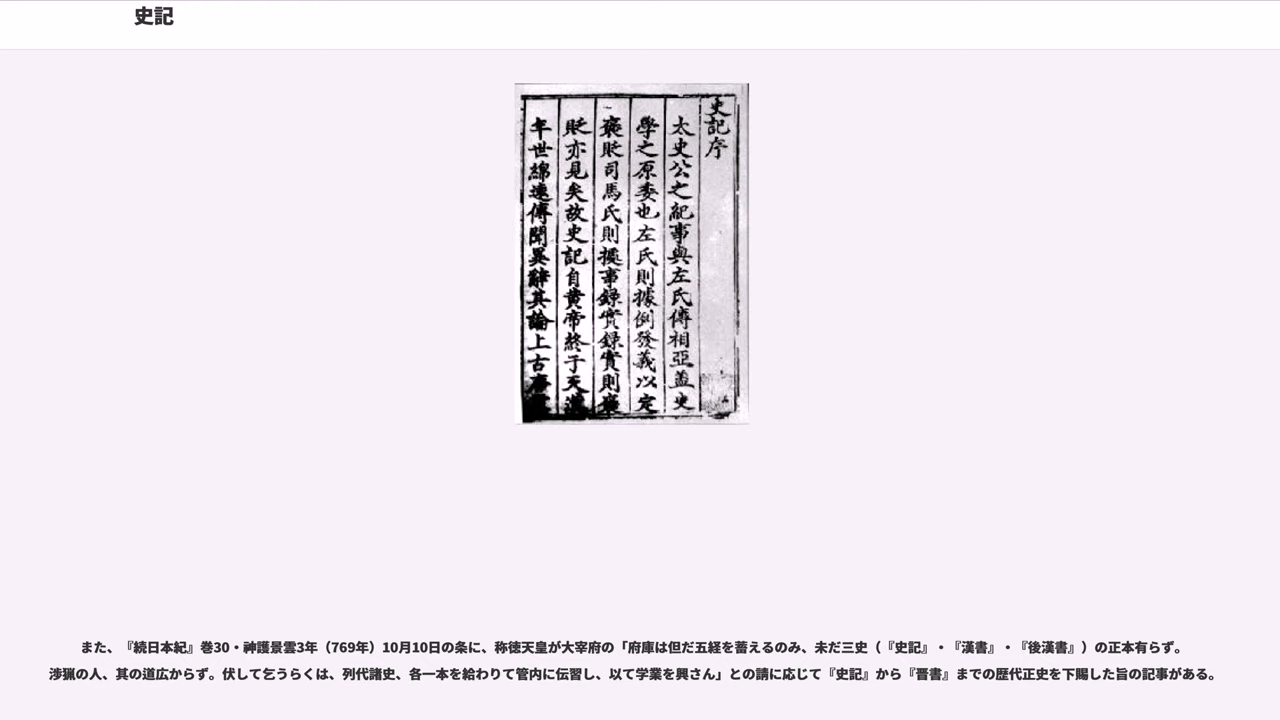 史記
史記序
太史公之紀事與左氏傳相亞蓋史
學之原委也左氏則據例發義以定
褒貶司馬氏則據事錄實錄實則褒
貶亦見矣故史記自黄帝終于天漢
年世綿遠傳聞異辭其論上古
また、『続日本紀』巻30・神護景雲3年（769年）10月10日の条に、称徳天皇が大宰府の「府庫は但だ五経を蓄えるのみ、未だ三史（『史記』・『漢書』・『後漢書』）の正本有らず。
渉猟の人、其の道広からず。伏して乞うらくは、列代諸史、各一本を給わりて管内に伝習し、以て学業を興さん」との請に応じて『史記』から『晋書』までの歴代正史を下賜した旨の記事がある。